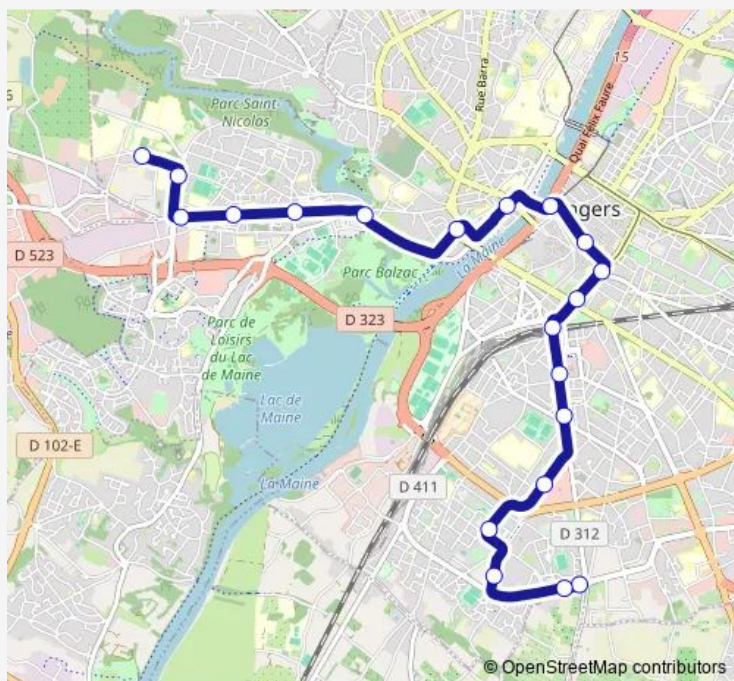 15
Quai Félix Faure
Rue Barra
Parc Saint-
Nicolas
ngers
D 523
La Maine
Parc Balzac
D 323
Parc de
Loisirs
du Lac
de Maine
Lac de
Maine
D 102-E
La Maine
D 411
D 312
© OpenStreetMap contributors